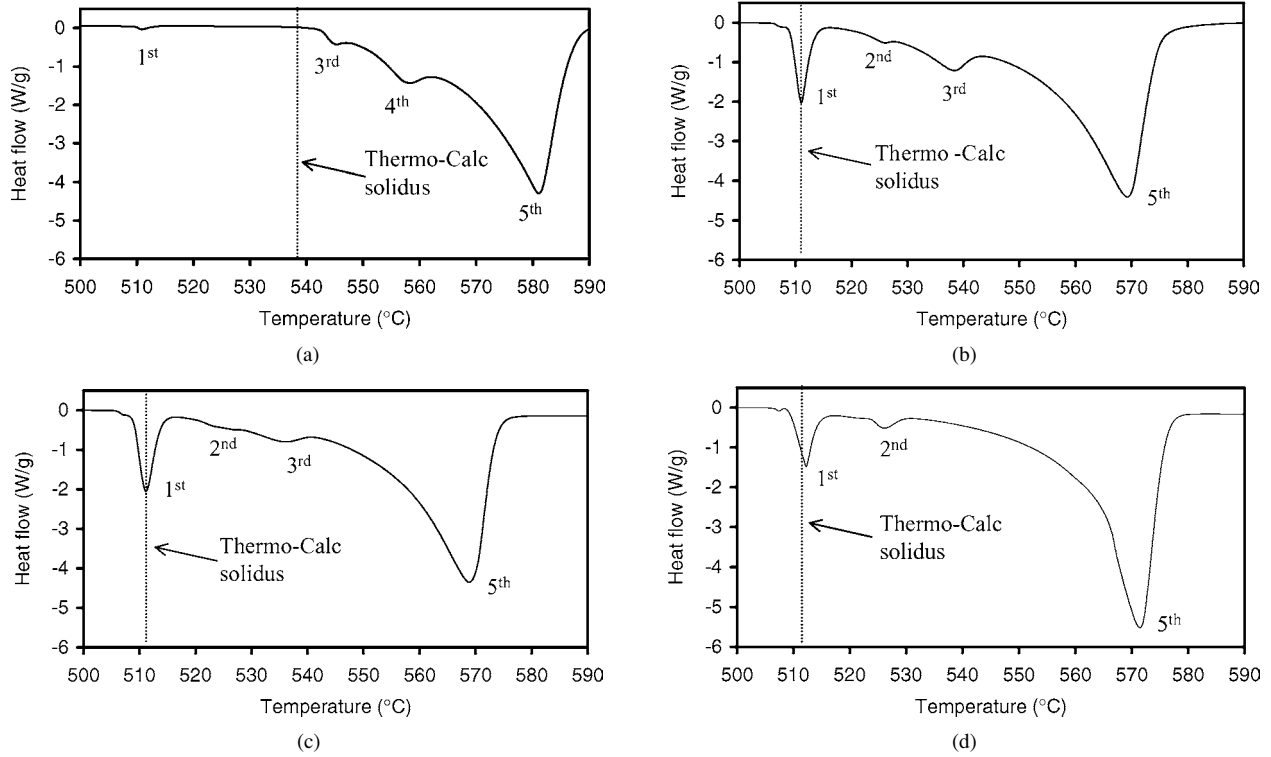 0
-1
-2
-3
-4
-5
-6
Heat flow (W/g)
1st
3rd
4th
5th
Thermo-Calc
solidus
500 510 520 530 540 550 560 570 580 590
Temperature (°C)
(a)
0
-1
-2
-3
-4
-5
-6
Heat flow (W/g)
1st
2nd
3rd
5th
Thermo -Calc
solidus
500 510 520 530 540 550 560 570 580 590
Temperature (°C)
(b)
0
-1
-2
-3
-4
-5
-6
Heat flow (W/g)
1st
2nd
3rd
5th
Thermo-Calc
solidus
500 510 520 530 540 550 560 570 580 590
Temperature (°C)
(c)
0
-1
-2
-3
-4
-5
-6
Heat flow (W/g)
1st
2nd
5th
Thermo-Calc
solidus
500 510 520 530 540 550 560 570 580 590
Temperature (°C)
(d)